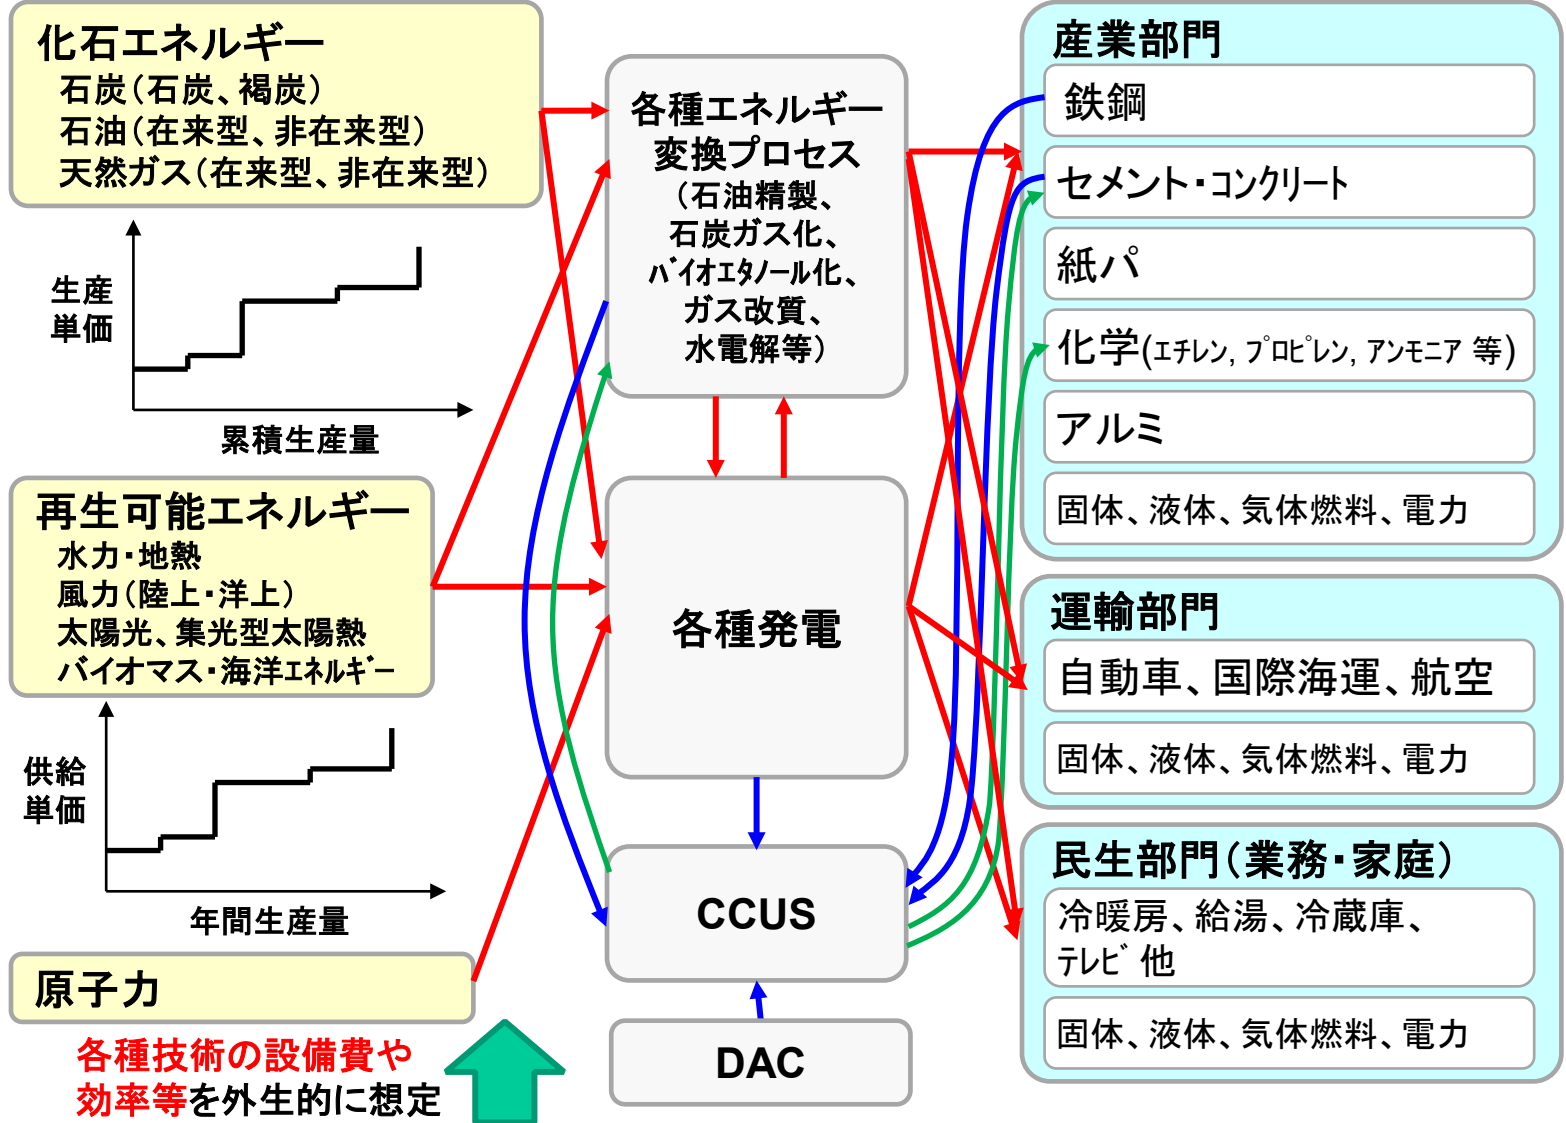 化石エネルギー
石炭（石炭、褐炭）
石油（在来型、非在来型）
天然ガス（在来型、非在来型）
生産
単価
累積生産量
再生可能エネルギー
水力・地熱
風力（陸上・洋上）
太陽光、集光型太陽熱
バイオマス・海洋ｴﾈﾙｷﾞｰ
供給
単価
年間生産量
原子力
各種技術の設備費や
効率等を外生的に想定
各種エネルギー
変換プロセス
（石油精製、
石炭ガス化、
ﾊﾞｲｵｴﾀﾉｰﾙ化、
ガス改質、
水電解等）
各種発電
CCUS
DAC
産業部門
鉄鋼
セメント・ｺﾝｸﾘｰﾄ
紙パ
化学(ｴﾁﾚﾝ, ﾌﾟﾛﾋﾟﾚﾝ, ｱﾝﾓﾆｱ 等)
アルミ
固体、液体、気体燃料、電力
運輸部門
自動車、国際海運、航空
固体、液体、気体燃料、電力
民生部門（業務・家庭）
冷暖房、給湯、冷蔵庫、
ﾃﾚﾋﾞ 他
固体、液体、気体燃料、電力